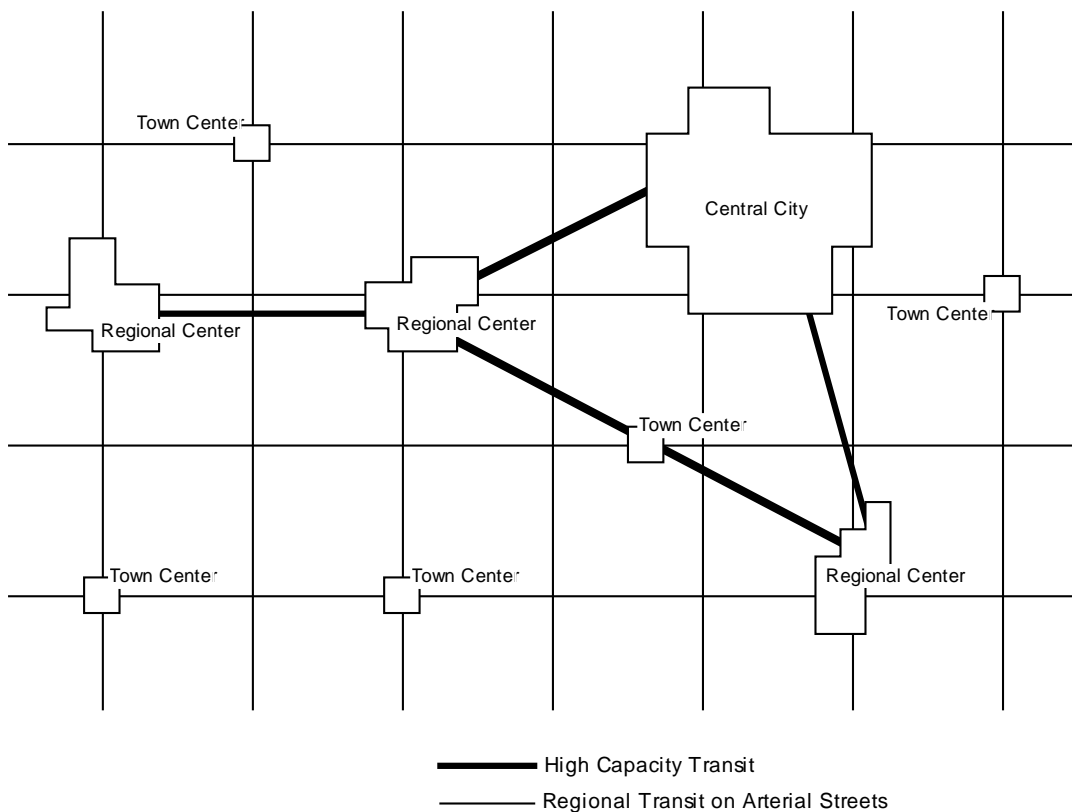 Town Center
Central City
Town Center
Regional Center
Regional Center
Town Center
Town Center
Town Center
Regional Center
High Capacity Transit
Regional Transit on Arterial Streets